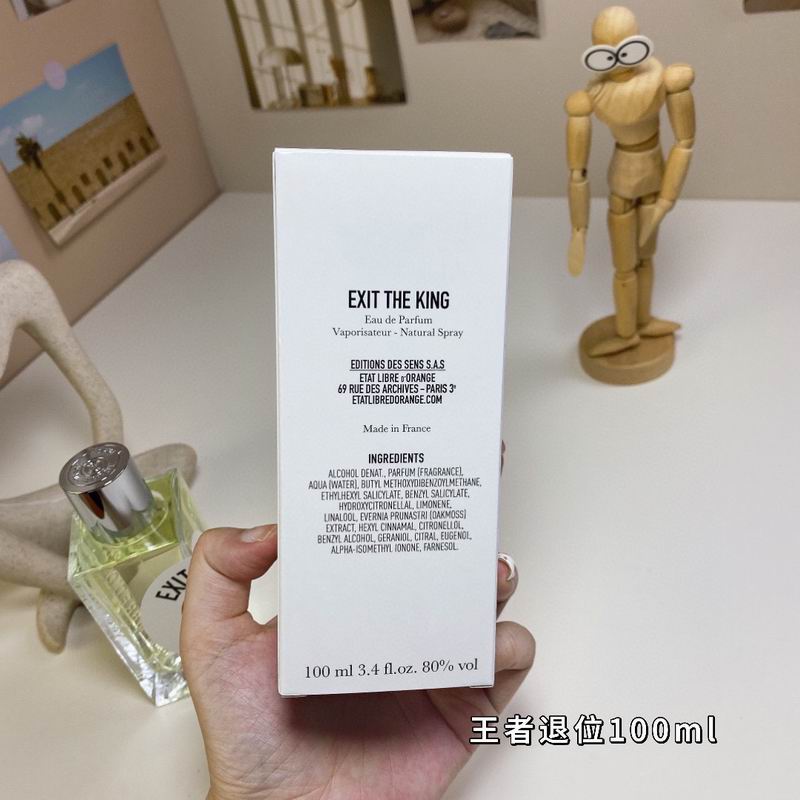 EXIT THE KING
Eau de Parfum
Vaporisateur - Natural Spray
EDITIONS DES SENS S.A.S
ETAT LIBRE D'ORANGE
69 RUE DES ARCHIVES – PARIS 3e
ETATLIBREDORANGE.COM
Made in France
INGREDIENTS
ALCOHOL DENAT., PARFUM (FRAGRANCE),
AQUA (WATER), BUTYL METHOXYDIBENZOYLMETHANE,
ETHYLHEXYL SALICYLATE, BENZYL SALICYLATE,
HYDROXYCITRONELLAL, LIMONENE,
LINALOOL, EVERNIA PRUNASTRI (OAKMOSS)
EXTRACT, HEXYL CINNAMAL, CITRONELLOL,
BENZYL ALCOHOL, GERANIOL, CITRAL, EUGENOL,
ALPHA-ISOMETHYL IONONE, FARNESOL.
100 ml 3.4 fl.oz. 80% vol
EXIT
王者退位100ml